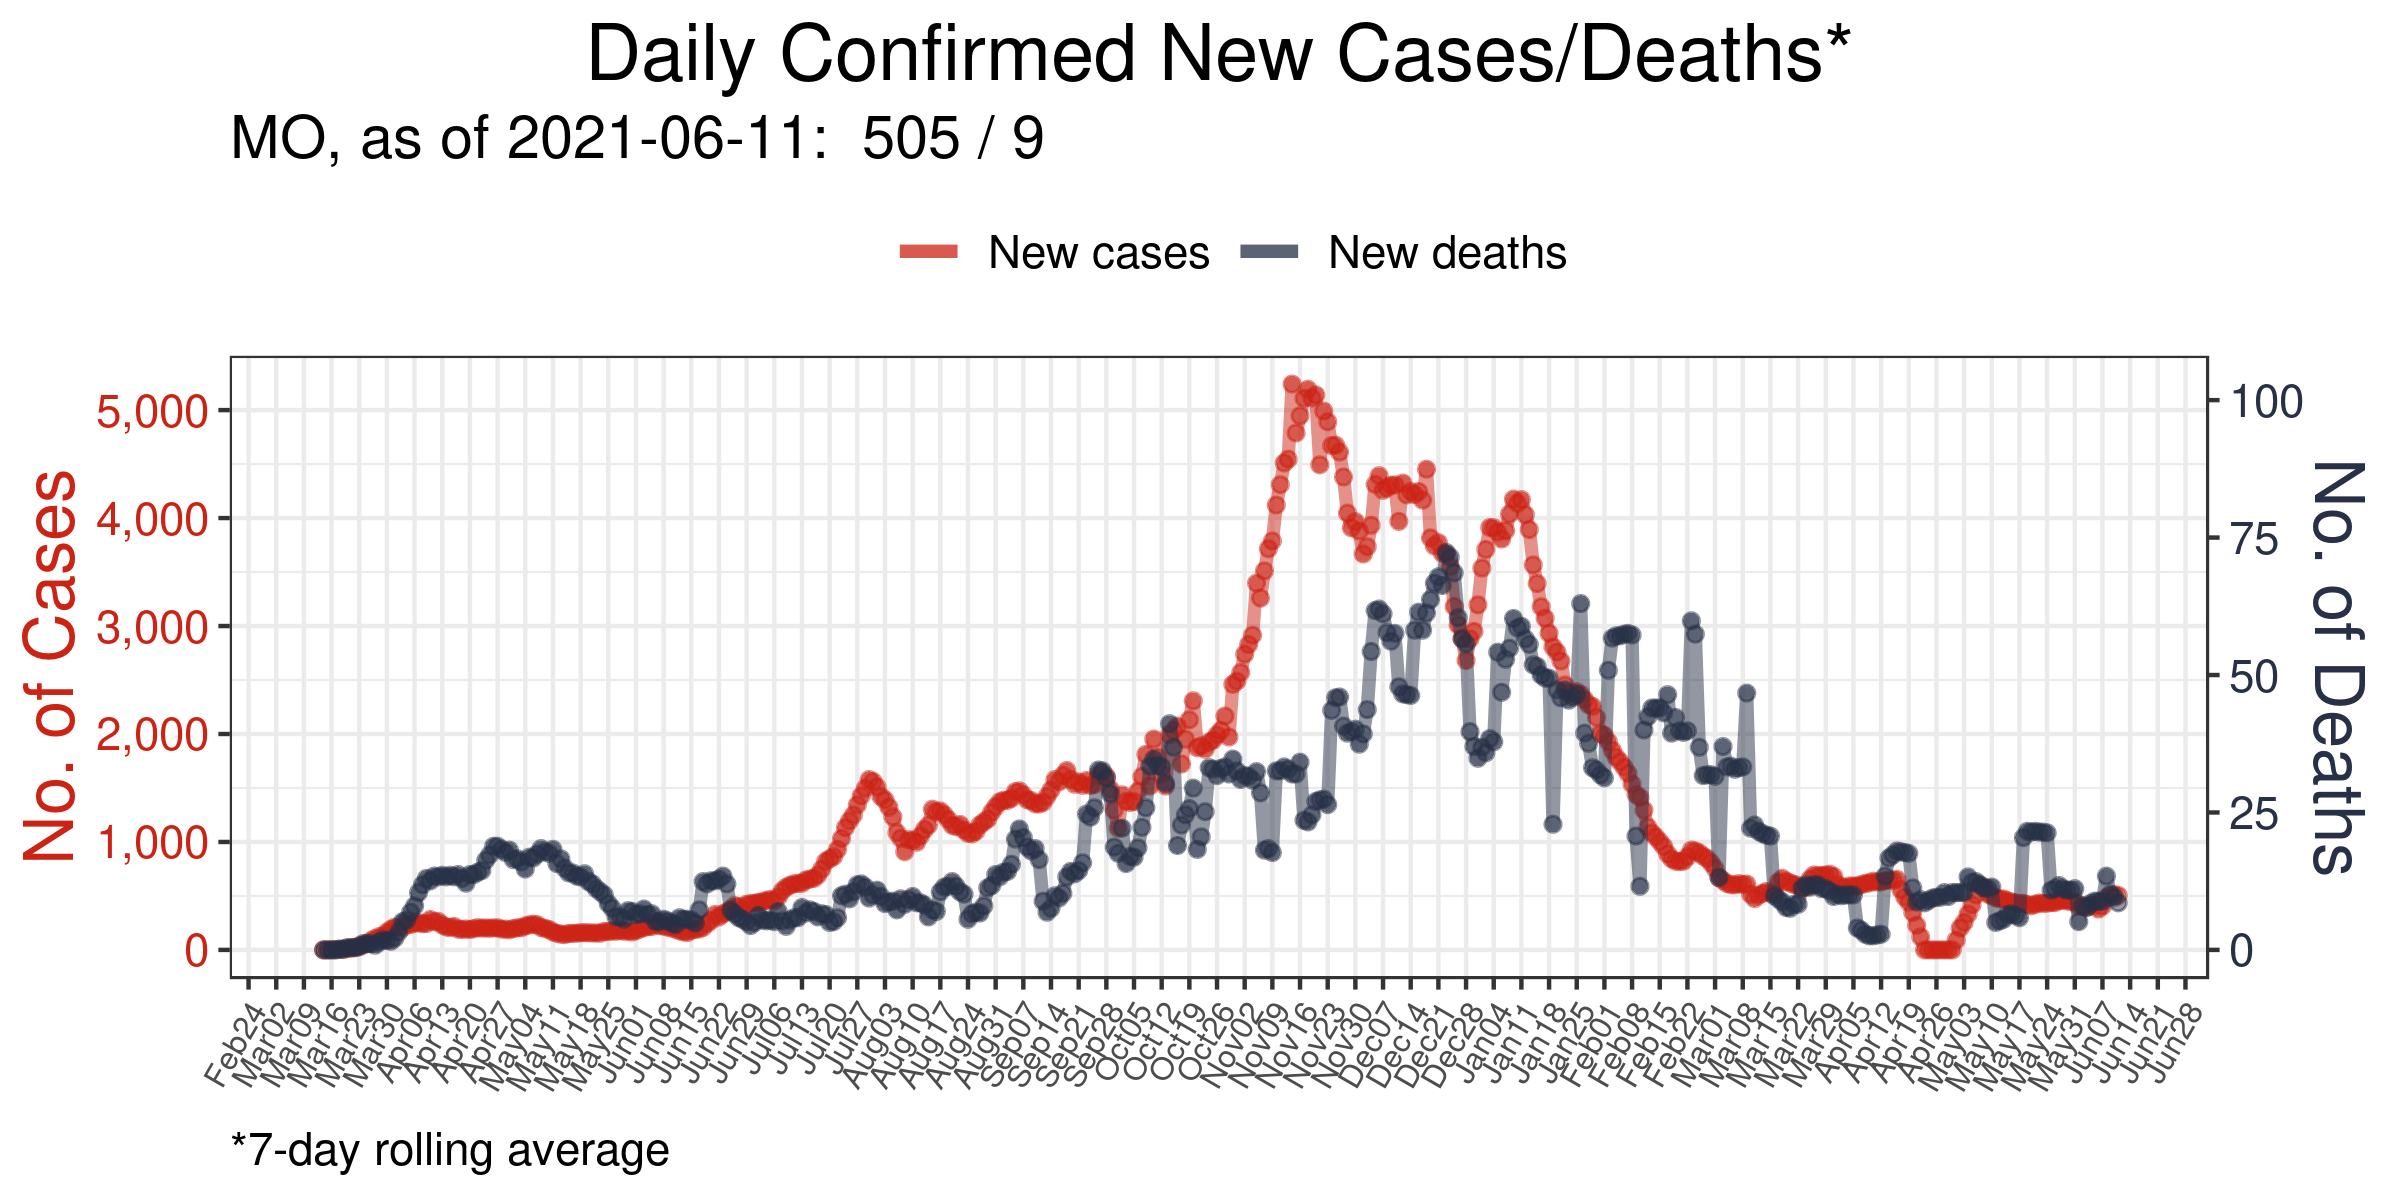 Daily Confirmed New Cases/Deaths*
MO, as of 2021-06-11:  505 / 9
New cases New deaths
No. of Cases
5,000
4,000
3,000
2,000
1,000
0
100
75
50
25
0
No. of Deaths
Feb24 Mar02 Mar09 Mar16 Mar23 Mar30 Apr06 Apr13 Apr20 Apr27 May04 May11 May18 May25 Jun01 Jun08 Jun15 Jun22 Jun29 Jul06 Jul13 Jul20 Jul27 Aug03 Aug10 Aug17 Aug24 Aug31 Sep07 Sep14 Sep21 Sep28 Oct05 Oct12 Oct19 Oct26 Nov02 Nov09 Nov16 Nov23 Nov30 Dec07 Dec14 Dec21 Dec28 Jan04 Jan11 Jan18 Jan25 Feb01 Feb08 Feb15 Feb22 Mar01 Mar08 Mar15 Mar22 Mar29 Apr05 Apr12 Apr19 Apr26 May03 May10 May17 May24 May31 Jun07 Jun14 Jun21 Jun28
*7-day rolling average